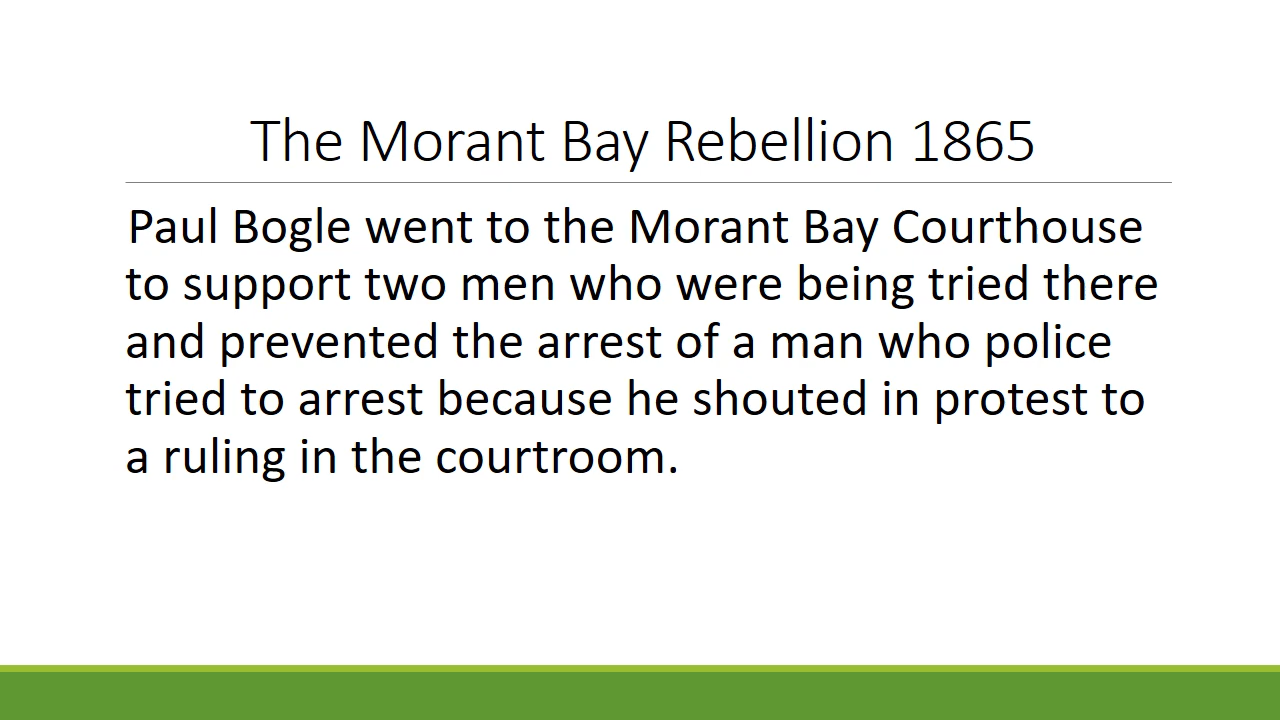 The Morant Bay Rebellion 1865
Paul Bogle went to the Morant Bay Courthouse
to support two men who were being tried there
and prevented the arrest of a man who police
tried to arrest because he shouted in protest to
a ruling in the courtroom.